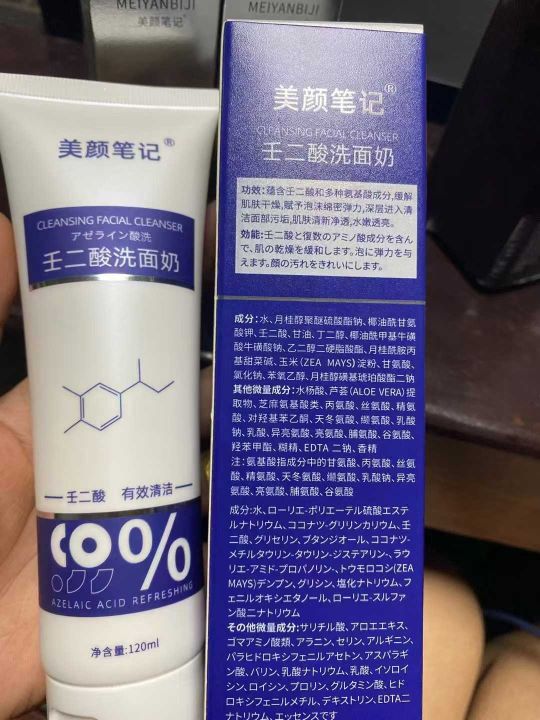 MEIYANBIJI
美颜笔记®
MEIYANBIJI
美颜笔记®
CLEANSING FACIAL CLEANSER
アゼライン酸洗
壬二酸洗面奶
壬二酸 有效清洁
%
AZELAIC ACID REFRESHING
净含量:120ml
美颜笔记®
CLEANSING FACIAL CLEANSER
壬二酸洗面奶
功效:蕴含壬二酸和多种氨基酸成分,缓解
肌肤干燥,赋予泡沫绵密弹力,深层进入清
洁面部污垢,肌肤清新净透,水嫩透亮。
効能:壬二酸と復数のアミノ酸成分を含ん
で、肌の乾燥を緩和します。泡に弾力を与
えます。顔の汚れをきれいにします。
成分:水、月桂醇聚醚硫酸酯钠、椰油酰甘氨
酸钾、壬二酸、甘油、丁二醇、椰油酰甲基牛磺
酸牛磺酸钠、乙二醇二硬脂酸酯、月桂酰胺丙
基甜菜碱、玉米(ZEA MAYS)淀粉、甘氨酸、
氯化钠、苯氧乙醇、月桂醇磺基琥珀酸酯二钠
其他微量成分:水杨酸、芦荟(ALOE VERA)提
取物、芝麻氨基酸类、丙氨酸、丝氨酸、精氨
酸、对羟基苯乙酮、天冬氨酸、缬氨酸、乳酸
钠、乳酸、异亮氨酸、亮氨酸、脯氨酸、谷氨酸、
羟苯甲酯、糊精、EDTA 二钠、香精
注:氨基酸指成分中的甘氨酸、丙氨酸、丝氨
酸、精氨酸、天冬氨酸、缬氨酸、乳酸钠、异亮
氨酸、亮氨酸、脯氨酸、谷氨酸
成分:水、ローリエ-ポリエーテル硫酸エステ
ルナトリウム、ココナツ-グリリンカリウム、壬
二酸、グリセリン、ブタンジオール、ココナツ-
メチルタウリン-タウリン-ジステアリン-、ラウ
リエ-アミド-プロパノリン-、トウモロコシ(ZEA
MAYS)デンプン、グリシン、塩化ナトリウム、フ
ェニルオキシエタノール、ローリエ-スルファ
ン酸二ナトリウム
その他微量成分:サリチル酸、アロエエキス、
ゴマアミノ酸類、アラニン、セリン、アルギニン、
パラヒドロキシフェニルアセトン、アスパラギ
ン酸、バリン、乳酸ナトリウム、乳酸、イソロイ
シン、ロイシン、プロリン、グルタミン酸、ヒド
ロキシフェニルメチル、デキストリン、EDTA二
ナトリウム、エッセンスです